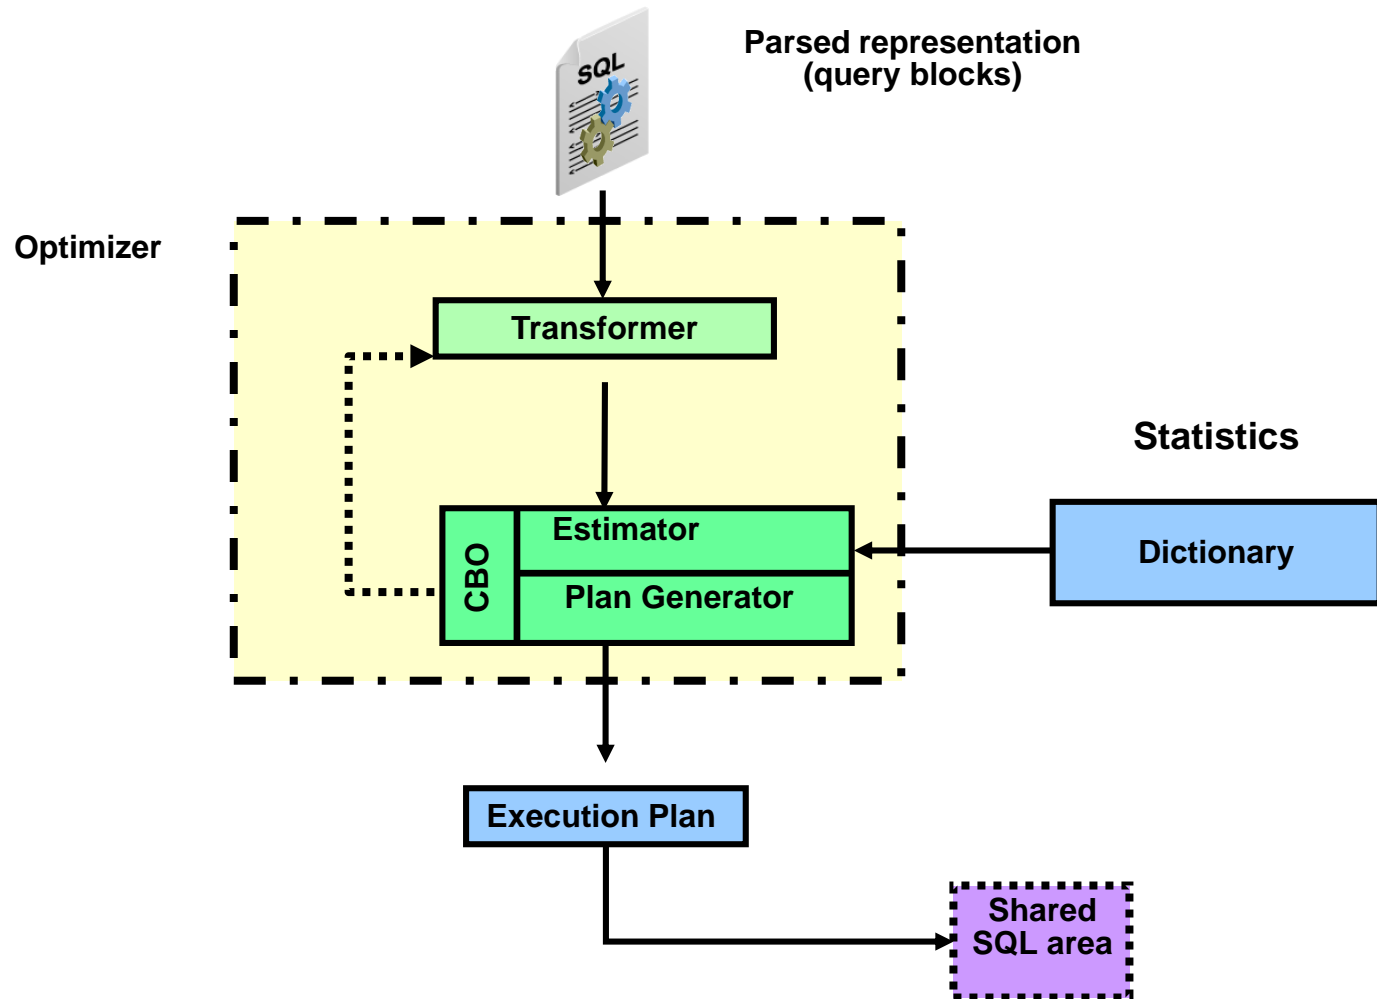 SQL
Parsed representation
(query blocks)
Optimizer
Transformer
Statistics
CBO
Estimator
Plan Generator
Dictionary
Execution Plan
Shared
SQL area